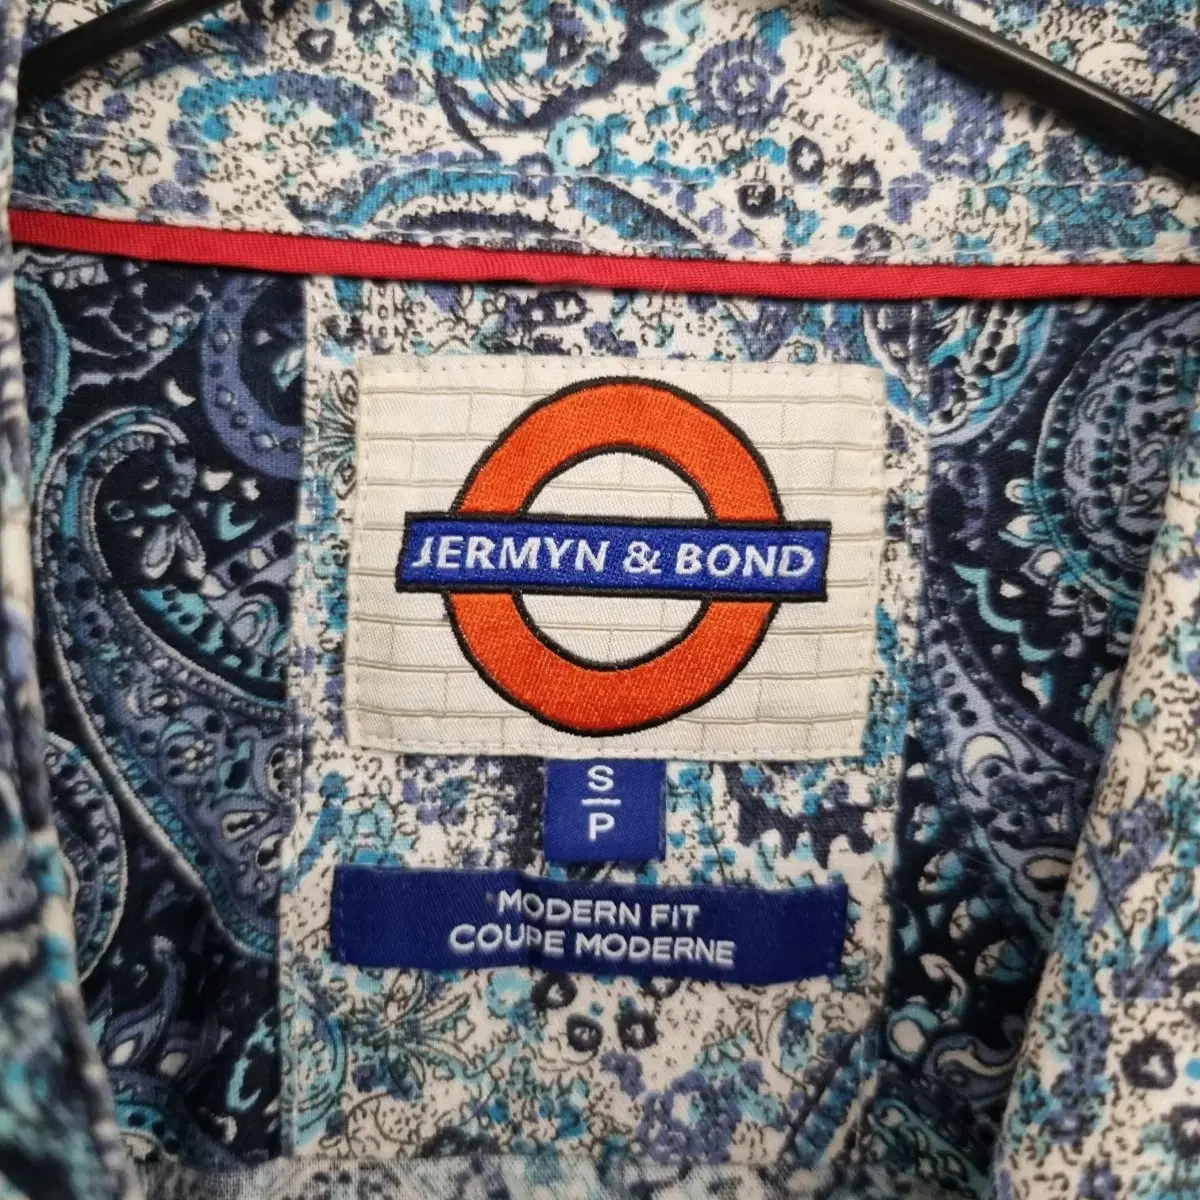 JERMYN & BOND
S
P
MODERN FIT
COUPE MODERNE